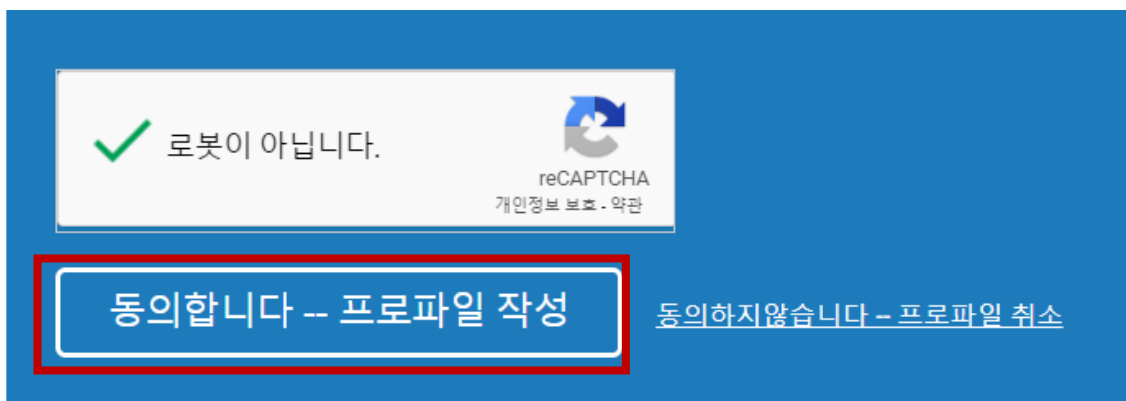 로봇이 아닙니다.
reCAPTCHA
개인정보 보호 - 약관
동의합니다 -- 프로파일 작성
동의하지않습니다 – 프로파일 취소